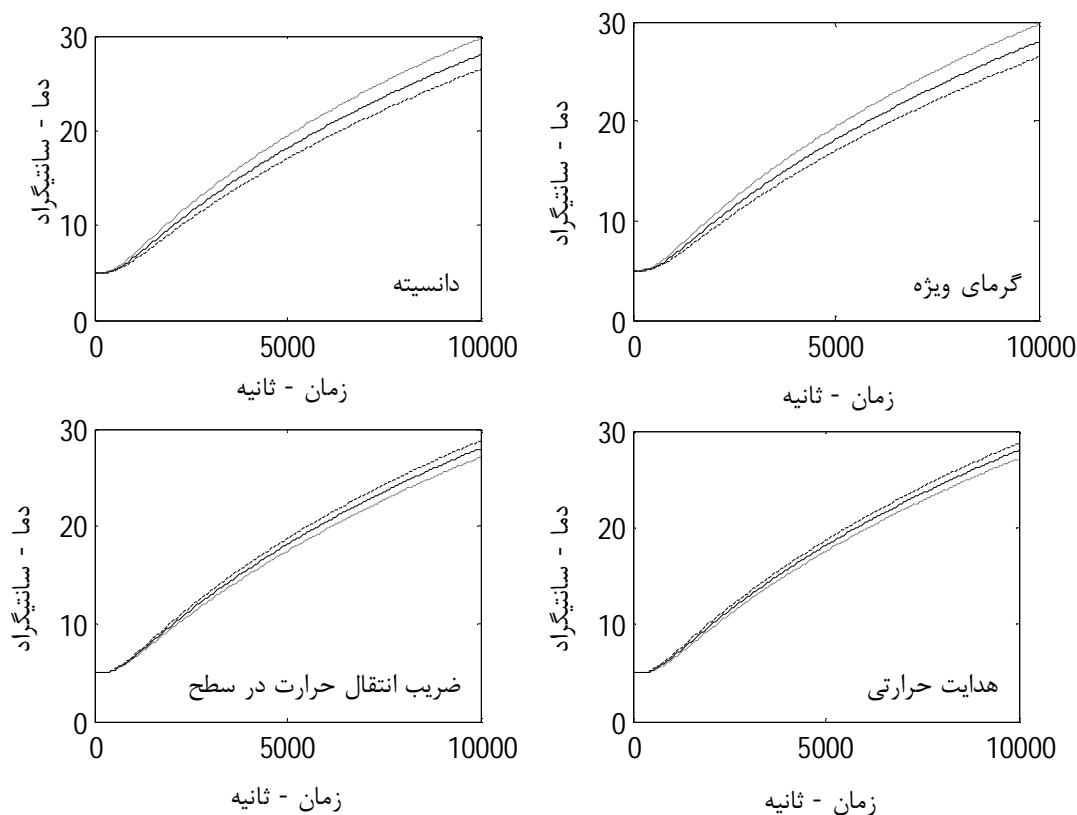 30
20
10
0
دما - سانتیگراد
دانسیته
0 5000 10000
زمان - ثانیه
30
20
10
0
دما - سانتیگراد
گرمای ویژه
0 5000 10000
زمان - ثانیه
30
20
10
0
دما - سانتیگراد
ضریب انتقال حرارت در سطح
0 5000 10000
زمان - ثانیه
30
20
10
0
دما - سانتیگراد
هدایت حرارتی
0 5000 10000
زمان - ثانیه